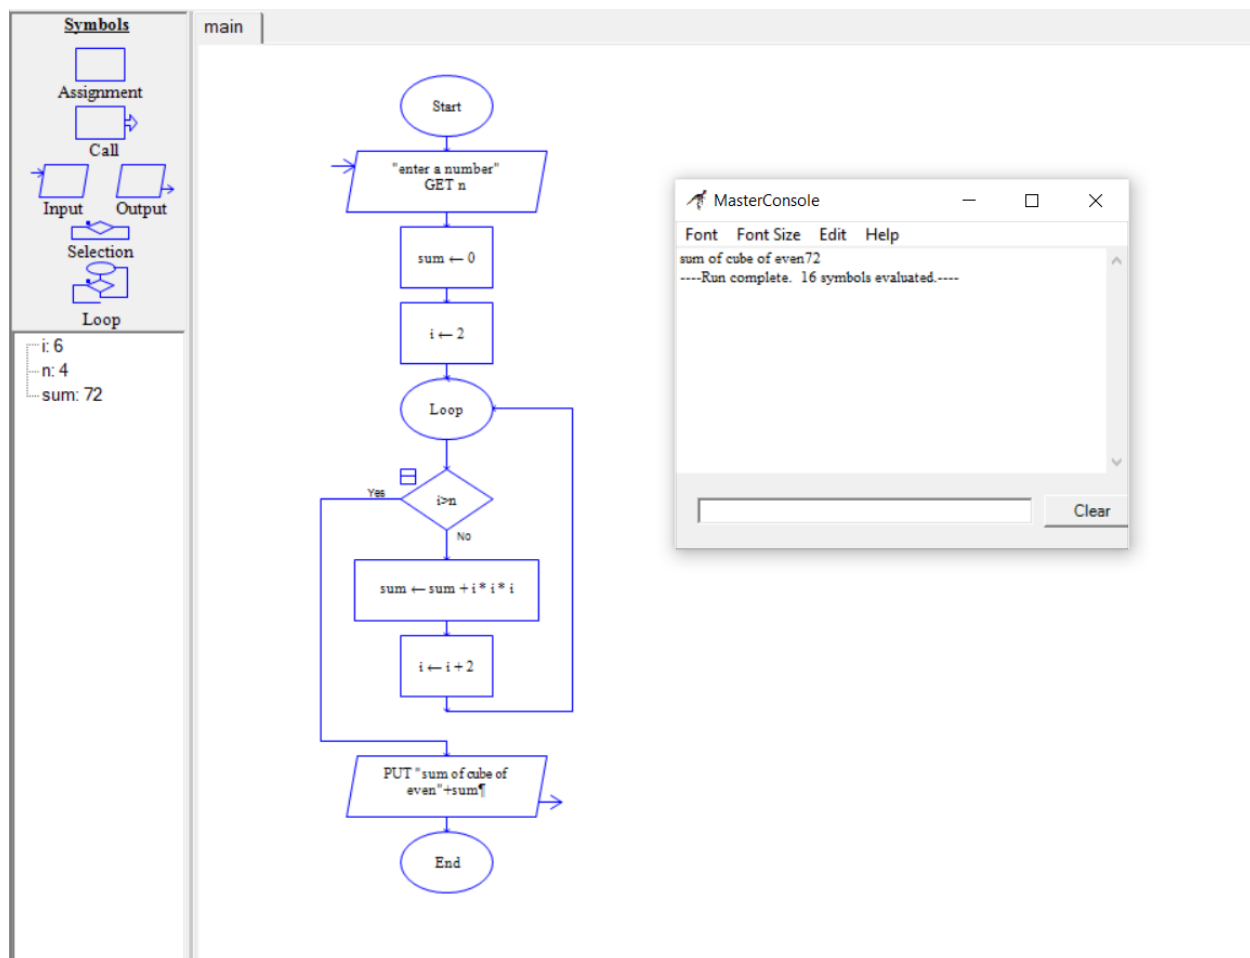 Symbols
Assignment
Call
Input Output
Selection
Loop
i: 6
n: 4
sum: 72
main
Start
"enter a number"
GET n
sum ← 0
i ← 2
Loop
Yes
i>n
No
sum ← sum + i * i * i
i ← i + 2
PUT "sum of cube of
even"+sum¶
End
MasterConsole
Font Font Size Edit Help
sum of cube of even72
----Run complete.  16 symbols evaluated.----
Clear